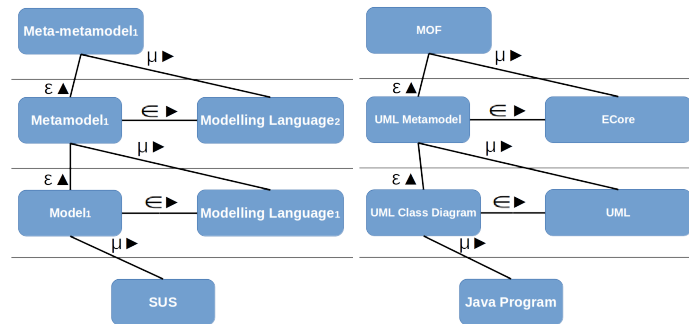 Meta-metamodel₁
μ ►
ε ▲
Metamodel₁
∈ ►
Modelling Language₂
μ ►
ε ▲
Model₁
∈ ►
Modelling Language₁
μ ►
SUS
MOF
μ ►
ε ▲
UML Metamodel
∈ ►
ECore
μ ►
ε ▲
UML Class Diagram
∈ ►
UML
μ ►
Java Program